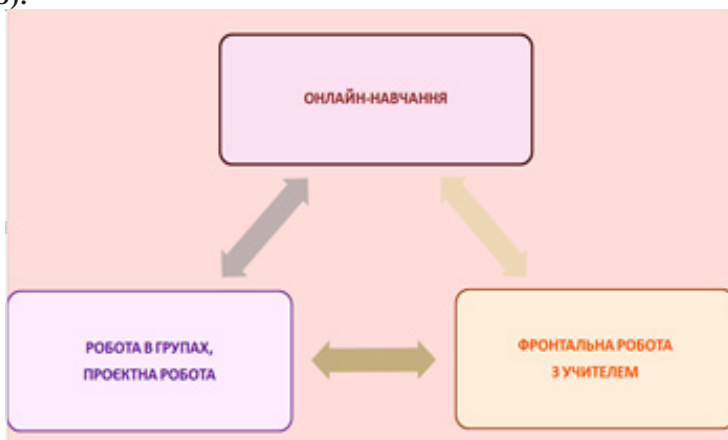 ОНЛАЙН-НАВЧАННЯ
РОБОТА В ГРУПАХ,
ПРОЄКТНА РОБОТА
ФРОНТАЛЬНА РОБОТА
З УЧИТЕЛЕМ